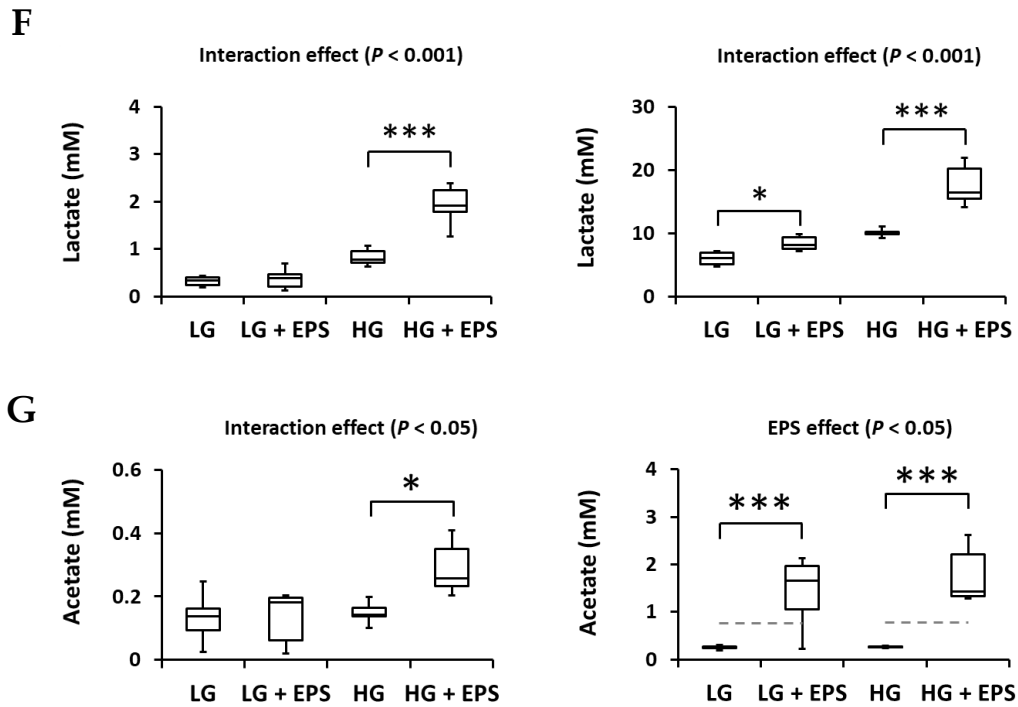 F
Interaction effect (P < 0.001)
Lactate (mM)
4
3
2
1
0
***
LG LG + EPS HG HG + EPS
Interaction effect (P < 0.001)
Lactate (mM)
30
20
10
0
*
***
LG LG + EPS HG HG + EPS
G
Interaction effect (P < 0.05)
Acetate (mM)
0.6
0.4
0.2
0
*
LG LG + EPS HG HG + EPS
EPS effect (P < 0.05)
Acetate (mM)
4
3
2
1
0
***
***
LG LG + EPS HG HG + EPS